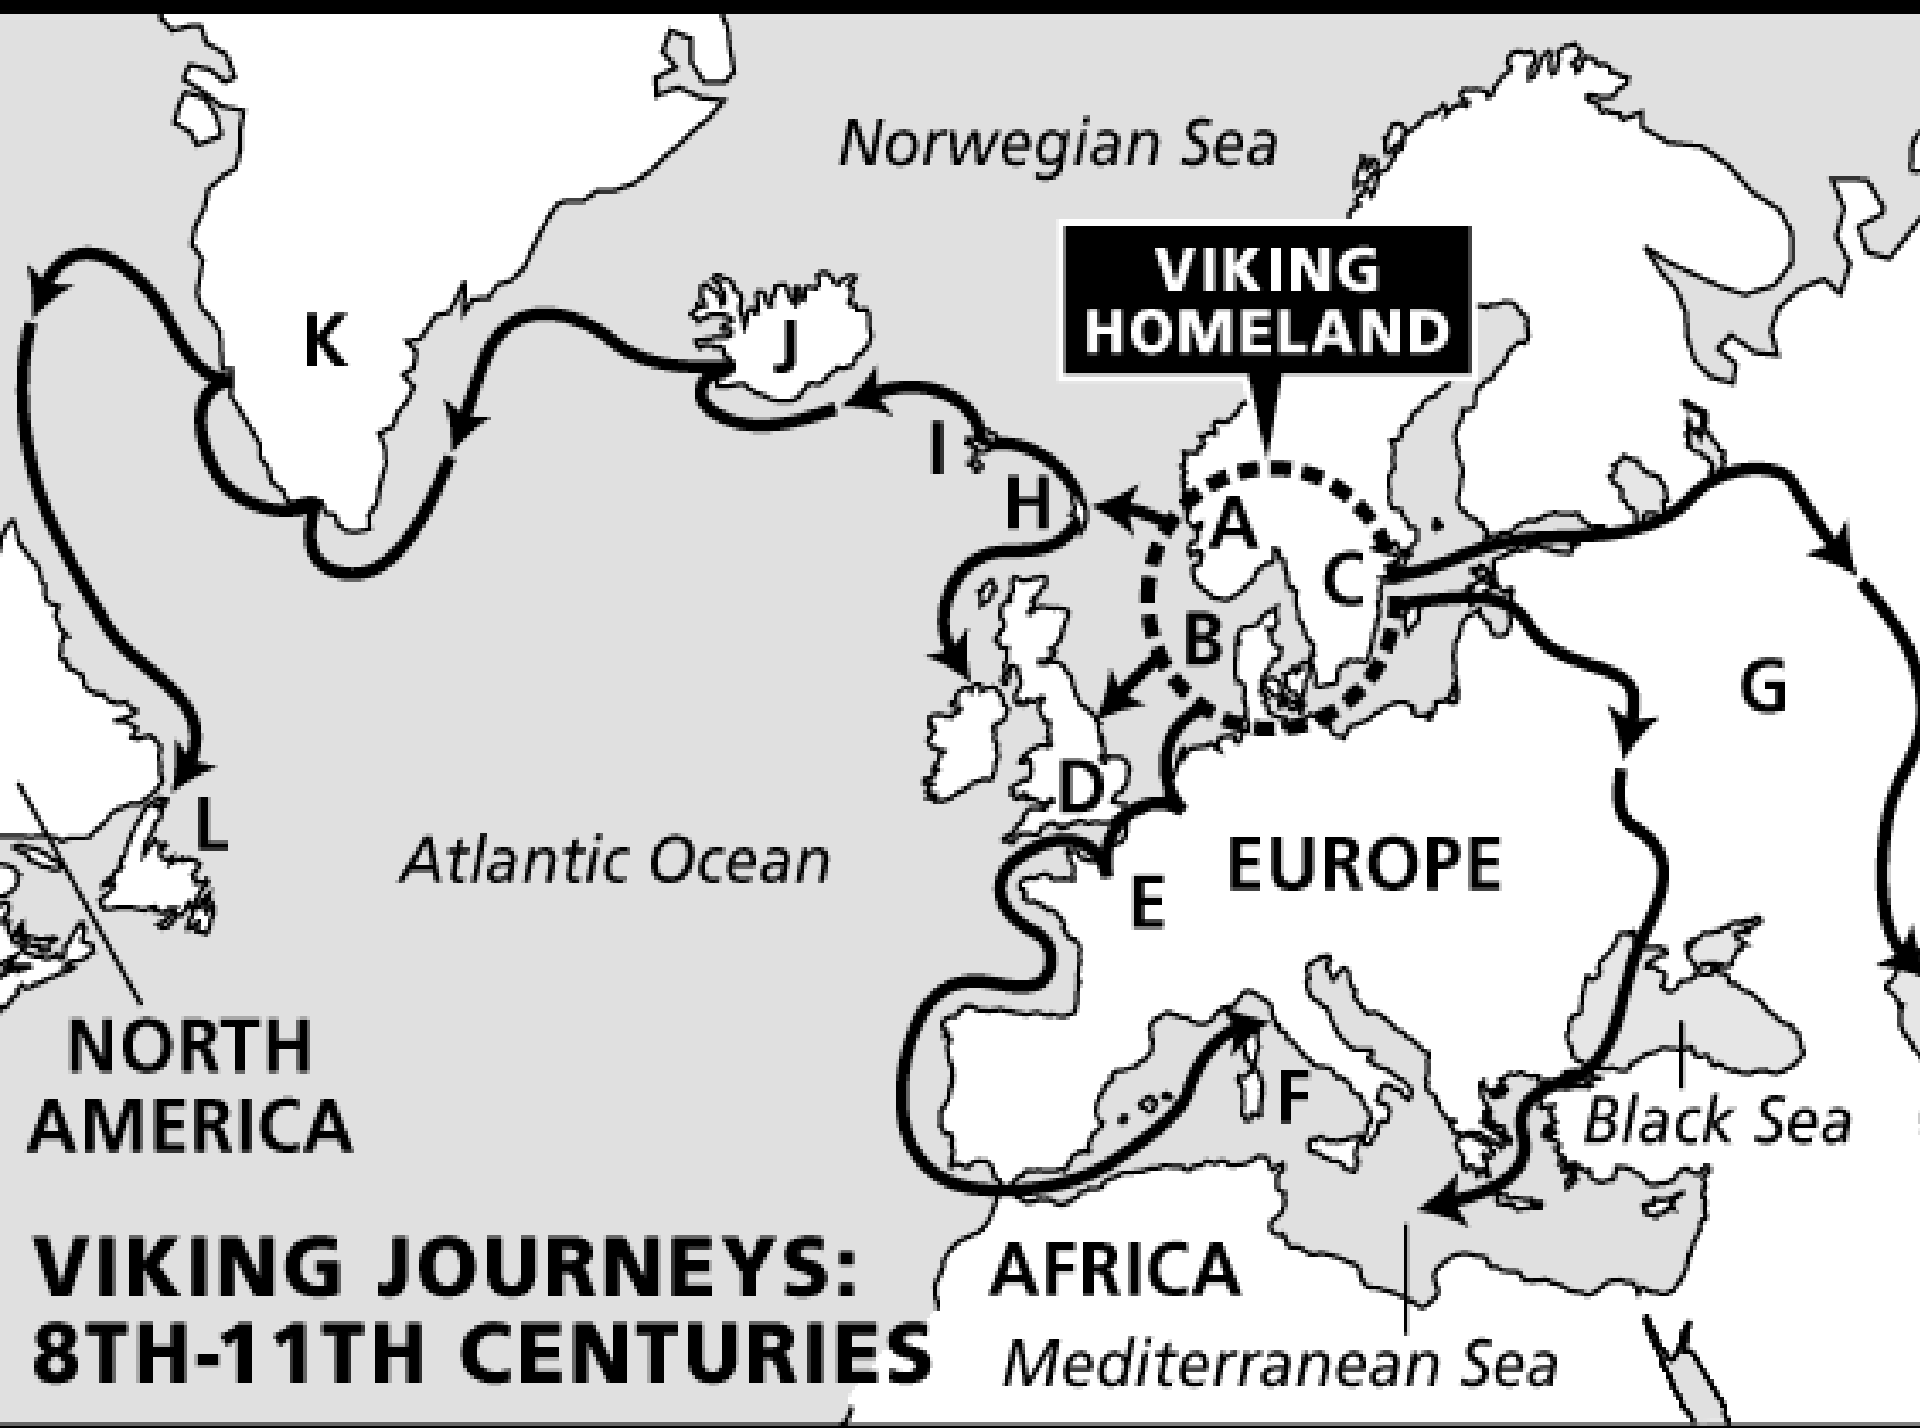 Norwegian Sea
VIKING
HOMELAND
K
J
I
H
A
C
B
G
D
L
Atlantic Ocean
EUROPE
E
NORTH
AMERICA
F
Black Sea
VIKING JOURNEYS:
8TH-11TH CENTURIES
AFRICA
Mediterranean Sea